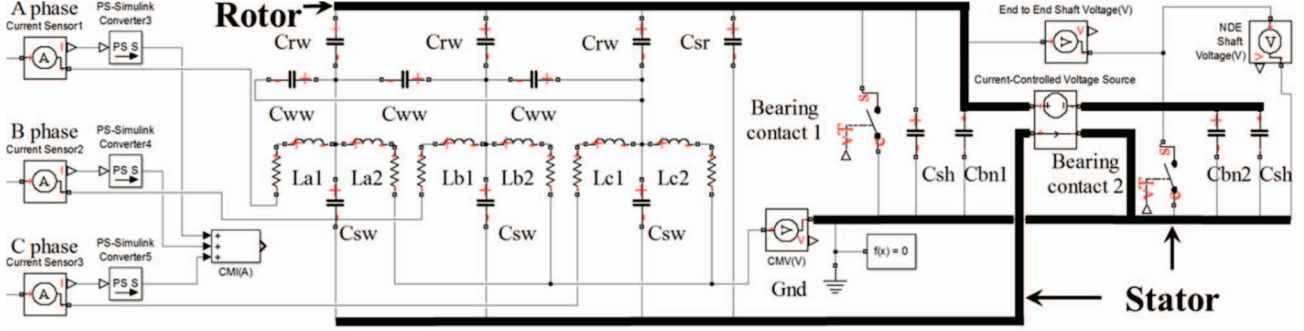 A phase
Current Sensor1
PS-Simulink
Converter3
Rotor
A
I
PS S
Crw
Crw
Crw
Csr
End to End Shaft Voltage(V)
V
NDE
Shaft
Voltage(V)
V
Cww
Cww
Cww
Bearing
contact 1
Current-Controlled Voltage Source
B phase
Current Sensor2
PS-Simulink
Converter4
A
I
PS S
La1
La2
Lb1
Lb2
Lc1
Lc2
Csh
Cbn1
Bearing
contact 2
Cbn2
Csh
Csw
Csw
Csw
C phase
Current Sensor3
PS-Simulink
Converter5
A
I
PS S
CMI(A)
V
CMV(V)
f(x) = 0
Gnd
Stator